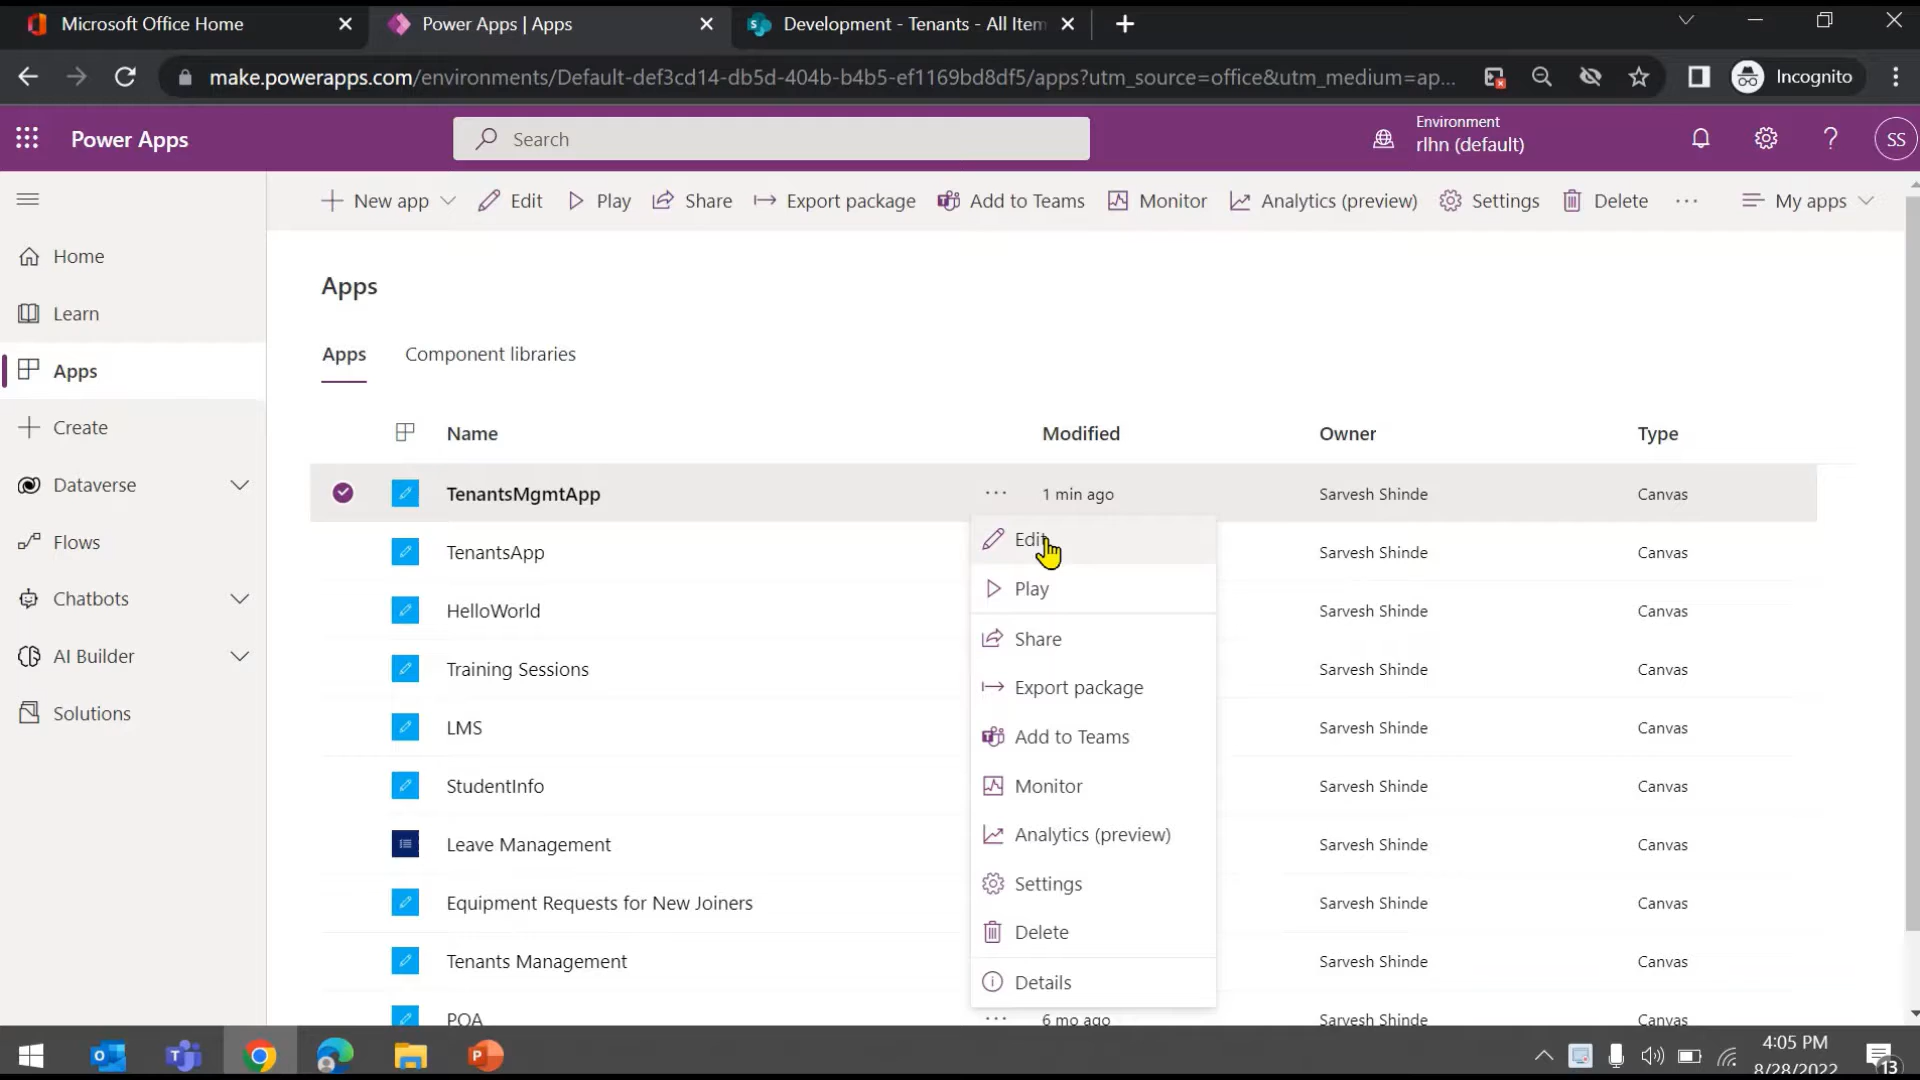 Microsoft Office Home
Power Apps | Apps
Development - Tenants - All Item
make.powerapps.com/environments/Default-def3cd14-db5d-404b-b4b5-ef1169bd8df5/apps?utm_source=office&utm_medium=ap...
Incognito
Power Apps
Search
Environment
rlhn (default)
SS
New app
Edit
Play
Share
Export package
Add to Teams
Monitor
Analytics (preview)
Settings
Delete
My apps
Home
Learn
Apps
Create
Dataverse
Flows
Chatbots
AI Builder
Solutions
Apps
Apps
Component libraries
Name Modified Owner Type
TenantsMgmtApp 1 min ago Sarvesh Shinde Canvas
TenantsApp Sarvesh Shinde Canvas
HelloWorld Sarvesh Shinde Canvas
Training Sessions Sarvesh Shinde Canvas
LMS Sarvesh Shinde Canvas
StudentInfo Sarvesh Shinde Canvas
Leave Management Sarvesh Shinde Canvas
Equipment Requests for New Joiners Sarvesh Shinde Canvas
Tenants Management Sarvesh Shinde Canvas
POA 6 mo ago Sarvesh Shinde Canvas
Edit
Play
Share
Export package
Add to Teams
Monitor
Analytics (preview)
Settings
Delete
Details
4:05 PM
8/28/2022
13